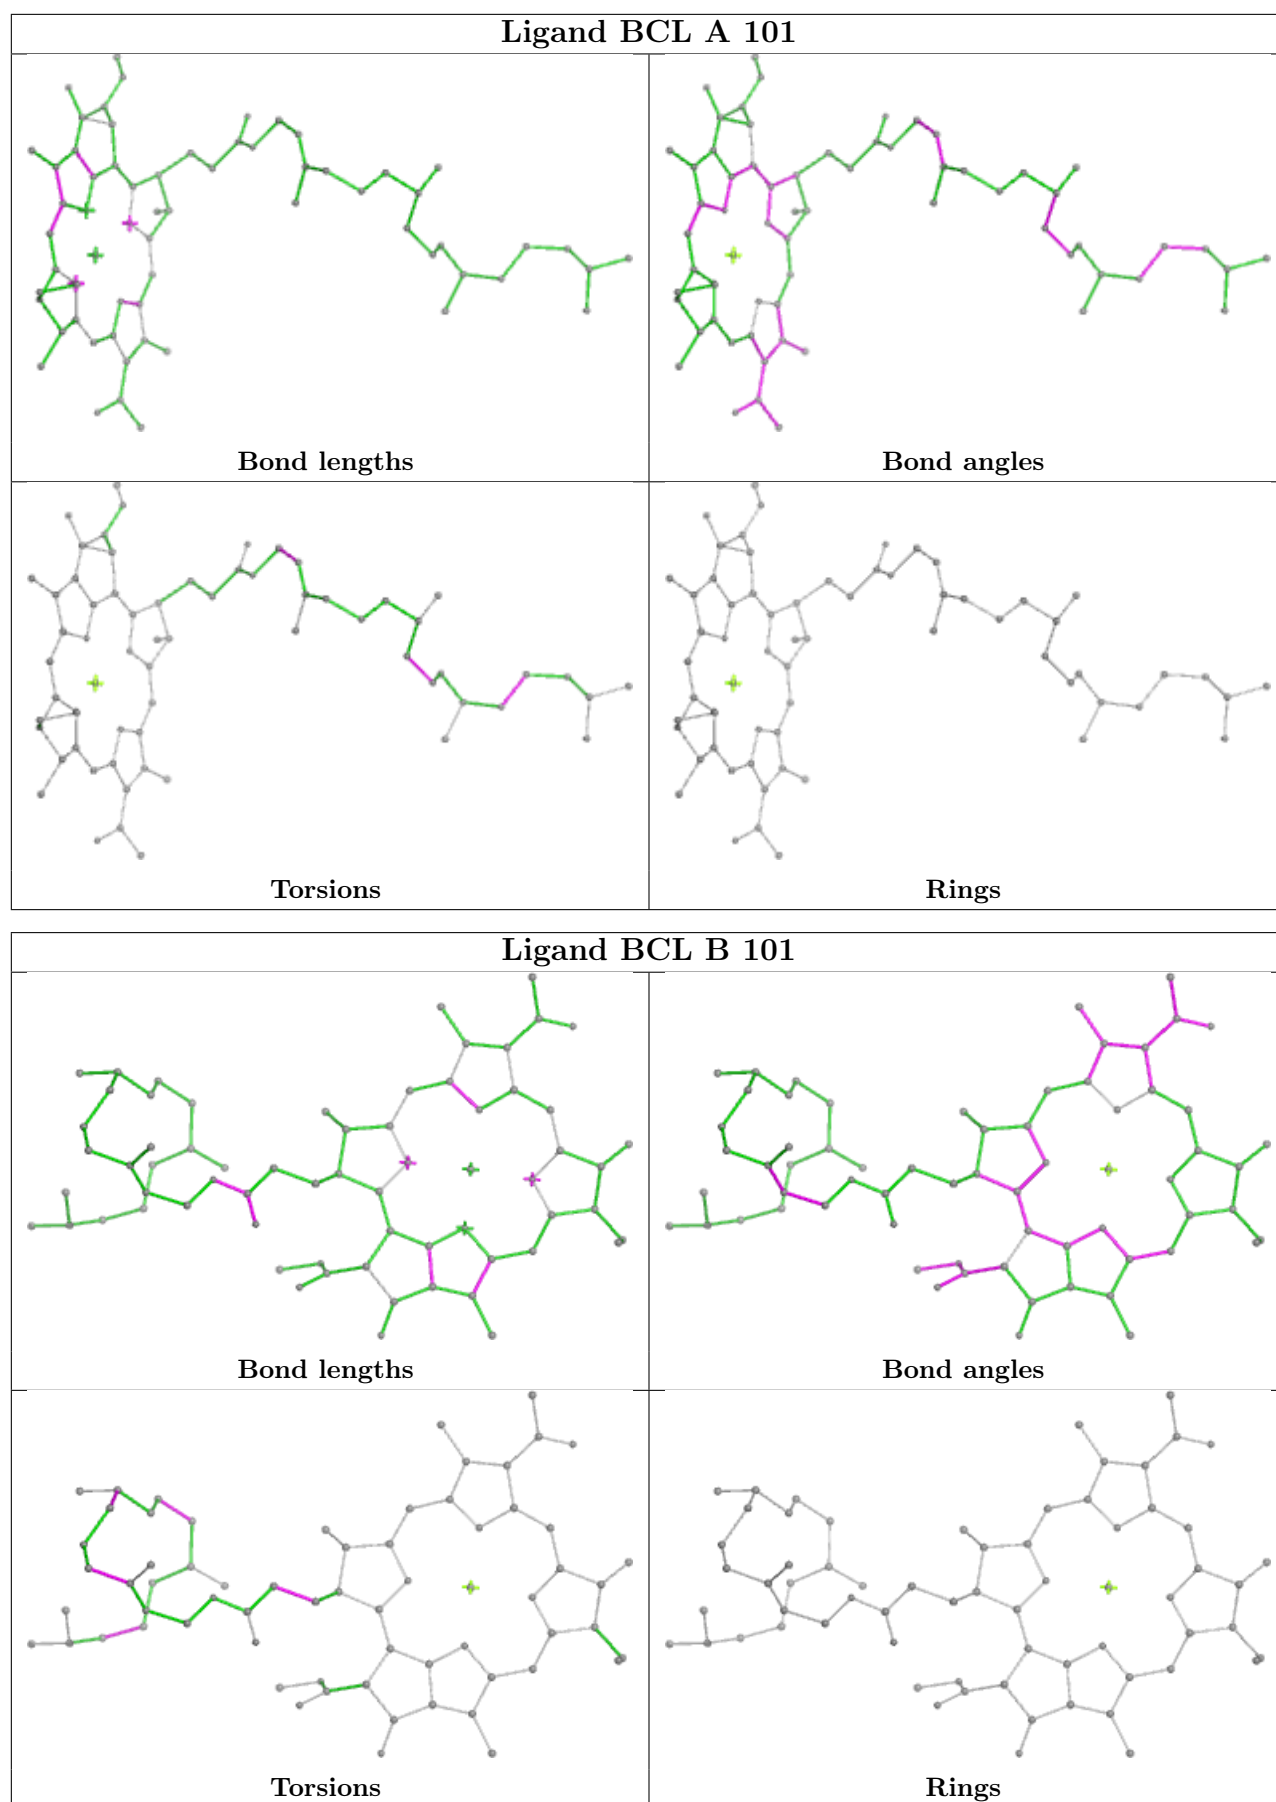 Ligand BCL A 101
Bond lengths
Bond angles
Torsions
Rings
Ligand BCL B 101
Bond lengths
Bond angles
Torsions
Rings